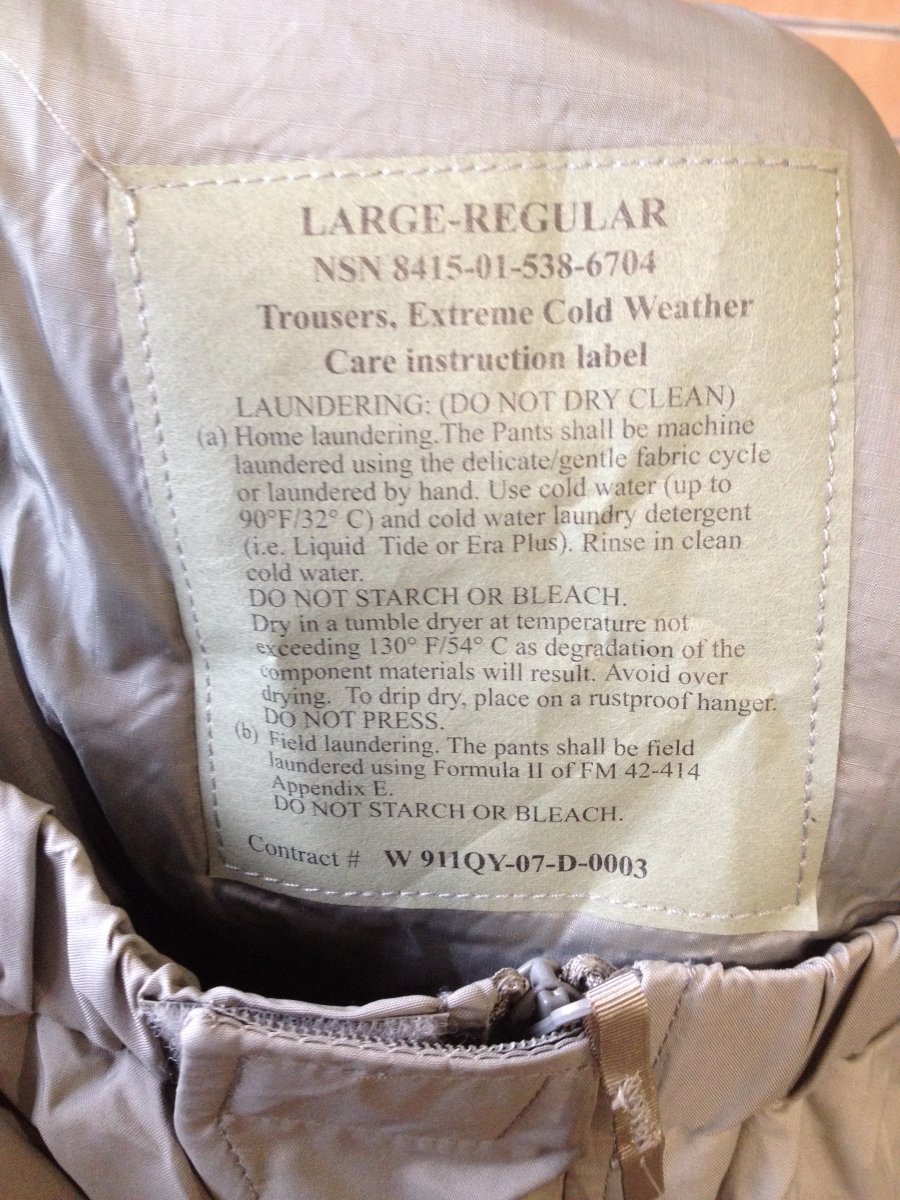 LARGE-REGULAR
NSN 8415-01-538-6704
Trousers, Extreme Cold Weather
Care instruction label
LAUNDERING: (DO NOT DRY CLEAN)
(a) Home laundering.The Pants shall be machine
laundered using the delicate/gentle fabric cycle
or laundered by hand. Use cold water (up to
90°F/32° C) and cold water laundry detergent
(i.e. Liquid Tide or Era Plus). Rinse in clean
cold water.
DO NOT STARCH OR BLEACH.
Dry in a tumble dryer at temperature not
exceeding 130° F/54° C as degradation of the
component materials will result. Avoid over
drying. To drip dry, place on a rustproof hanger.
DO NOT PRESS.
(b) Field laundering. The pants shall be field
laundered using Formula II of FM 42-414
Appendix E.
DO NOT STARCH OR BLEACH.
Contract # W 911QY-07-D-0003